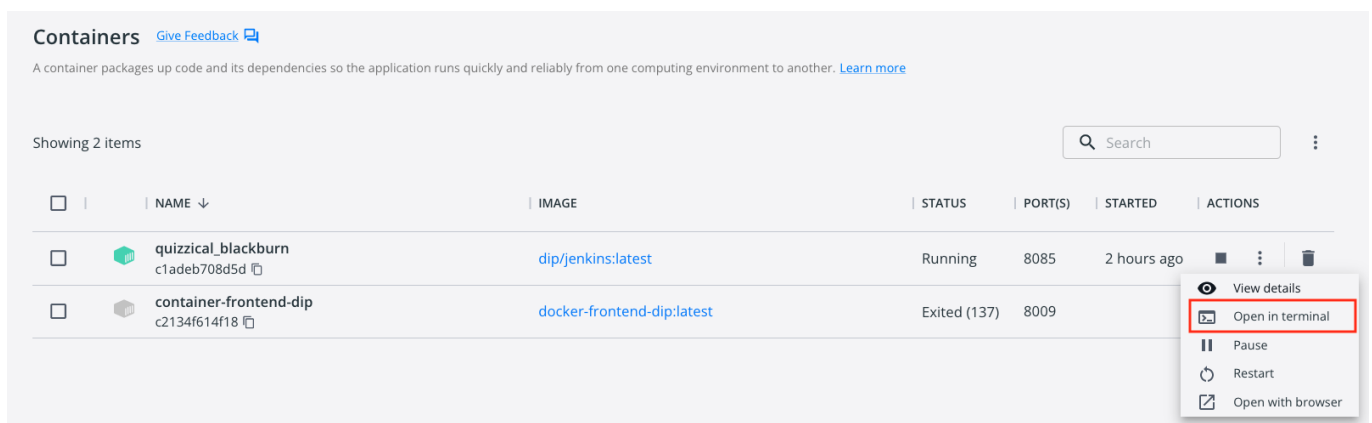 Containers Give Feedback
A container packages up code and its dependencies so the application runs quickly and reliably from one computing environment to another. Learn more
Showing 2 items
Search
NAME IMAGE STATUS PORT(S) STARTED ACTIONS
quizzical_blackburn
c1adeb708d5d
dip/jenkins:latest Running 8085 2 hours ago
container-frontend-dip
c2134f614f18
docker-frontend-dip:latest Exited (137) 8009
View details
Open in terminal
Pause
Restart
Open with browser